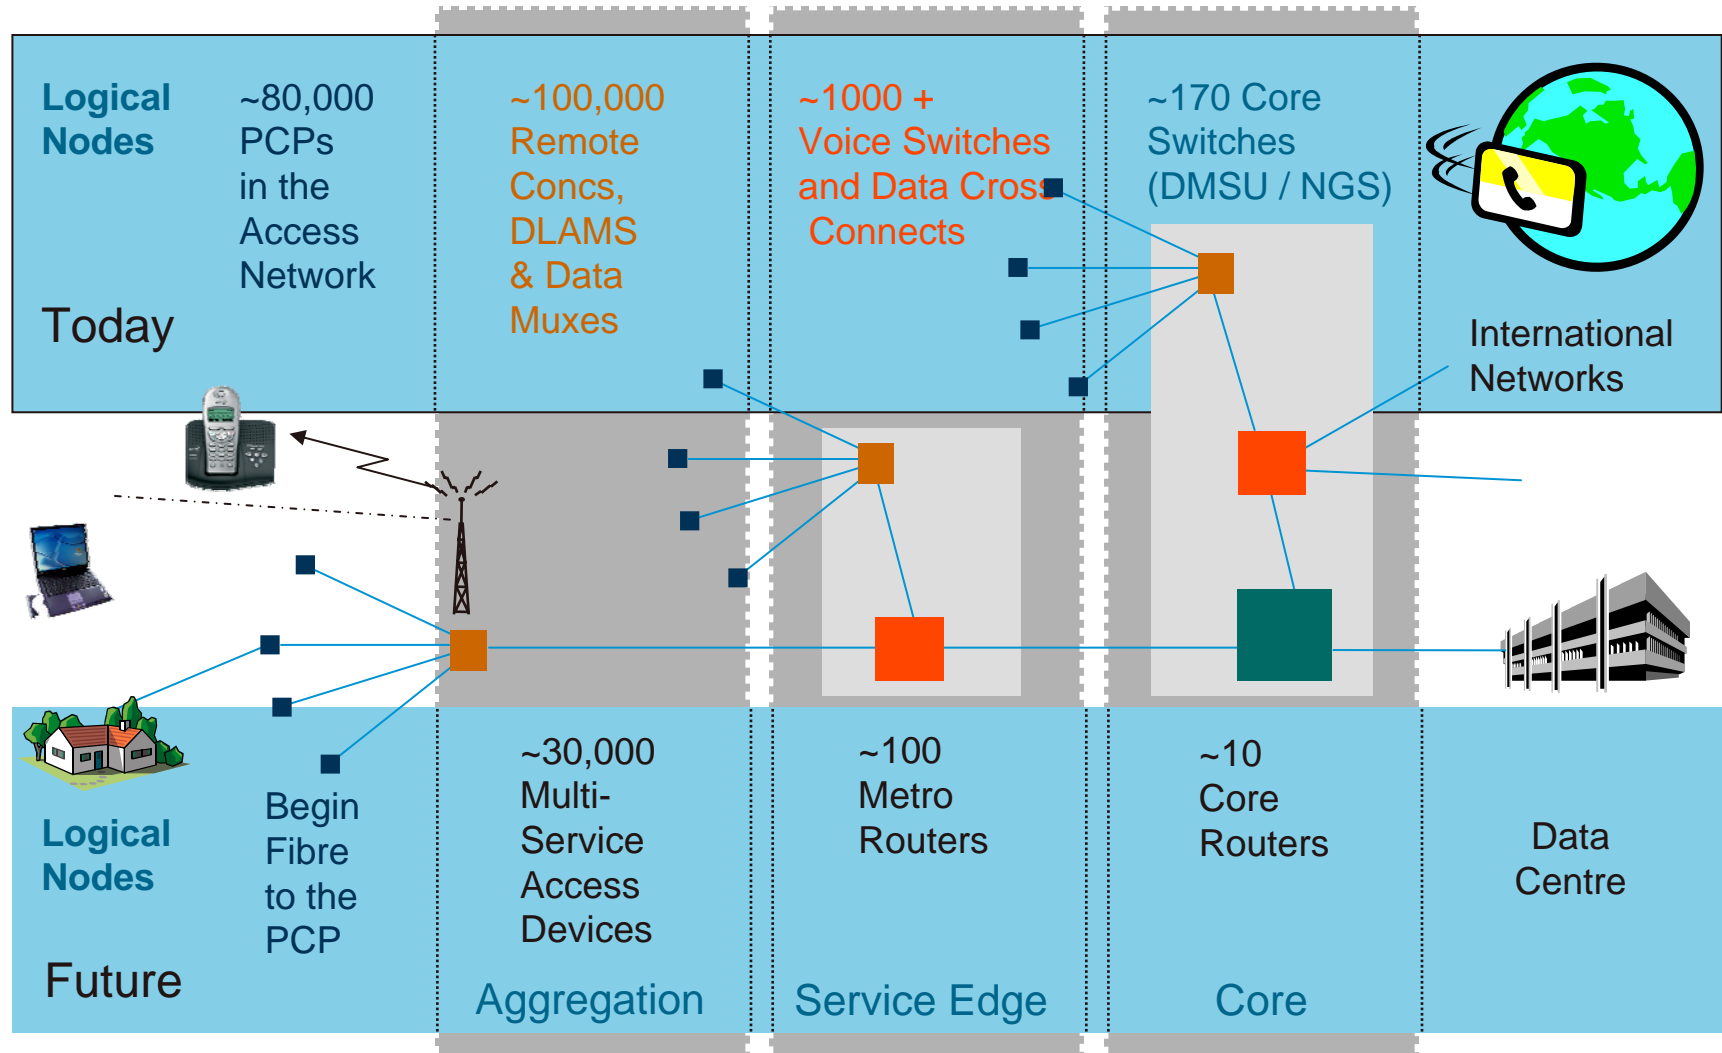 Logical
Nodes
~80,000
PCPs
in the
Access
Network
~100,000
Remote
Concs,
DLAMS
& Data
Muxes
~1000 +
Voice Switches
and Data Cross
Connects
~170 Core
Switches
(DMSU / NGS)
Today
International
Networks
Logical
Nodes
Begin
Fibre
to the
PCP
~30,000
Multi-
Service
Access
Devices
~100
Metro
Routers
~10
Core
Routers
Data
Centre
Future
Aggregation
Service Edge
Core